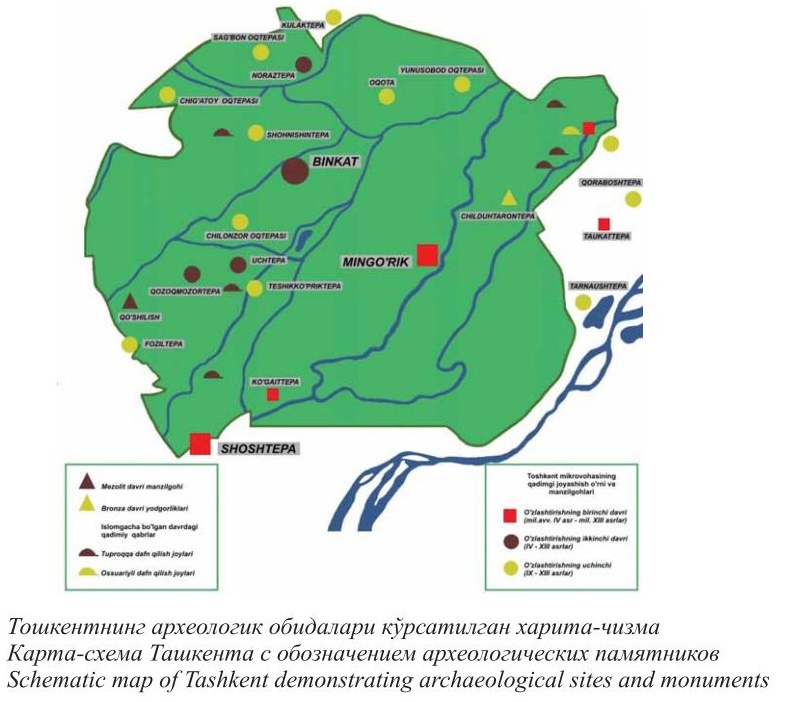 KULAKTEPA
SAG'BON OQTEPASI
NORAZTEPA
YUNUSOBOD OQTEPASI
OQOTA
CHIG'ATOY OQTEPASI
SHOHNISHINTEPA
BINKAT
QORABOSHTEPA
CHILDUHTARONTEPA
TAUKATTEPA
CHILONZOR OQTEPASI
UCHTEPA
MINGO'RIK
QOZOQMOZORTEPA
TESHIKKO'PRIKTEPA
TARNAUSHTEPA
QO'SHILISH
FOZILTEPA
KO'GAITTEPA
SHOSHTEPA
Mezolit davri manzilgohi
Bronza davri yodgorliklari
Islomgacha bo'lgan davrdagi
qadimiy qabrlar
Tuproqqa dafn qilish joylari
Ossuariyli dafn qilish joylari
Toshkent mikrovohasining
qadimgi joyashish o'rni va
manzilgohlari
O'zlashtirishning birinchi davri
(mil.avv. IV asr - mil. XIII asrlar)
O'zlashtirishning ikkinchi davri
(IV - XIII asrlar)
O'zlashtirishning uchinchi
(IX - XIII asrlar)
Тошкентнинг археологик обидалари кўрсатилган харита-чизма
Карта-схема Ташкента с обозначением археологических памятников
Schematic map of Tashkent demonstrating archaeological sites and monuments